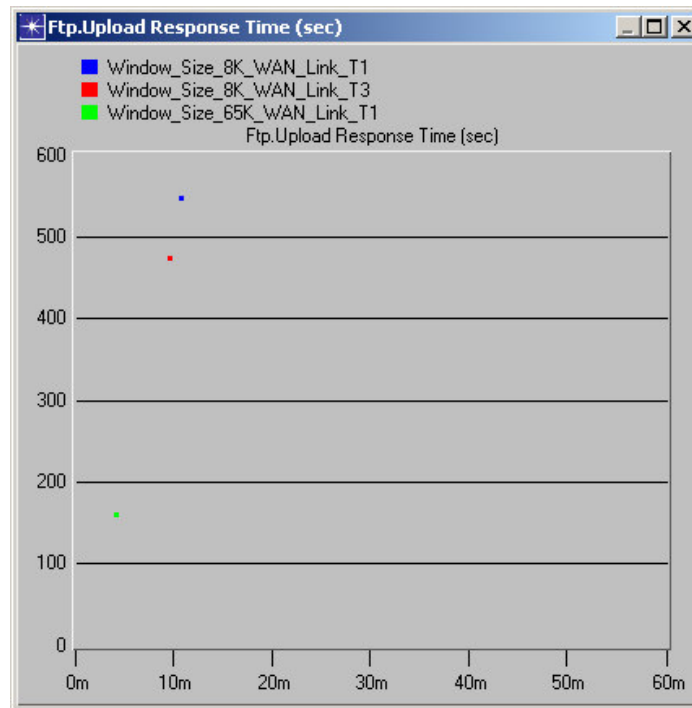 Ftp.Upload Response Time (sec)
Window_Size_8K_WAN_Link_T1
Window_Size_8K_WAN_Link_T3
Window_Size_65K_WAN_Link_T1
Ftp.Upload Response Time (sec)
600
500
400
300
200
100
0
0m 10m 20m 30m 40m 50m 60m